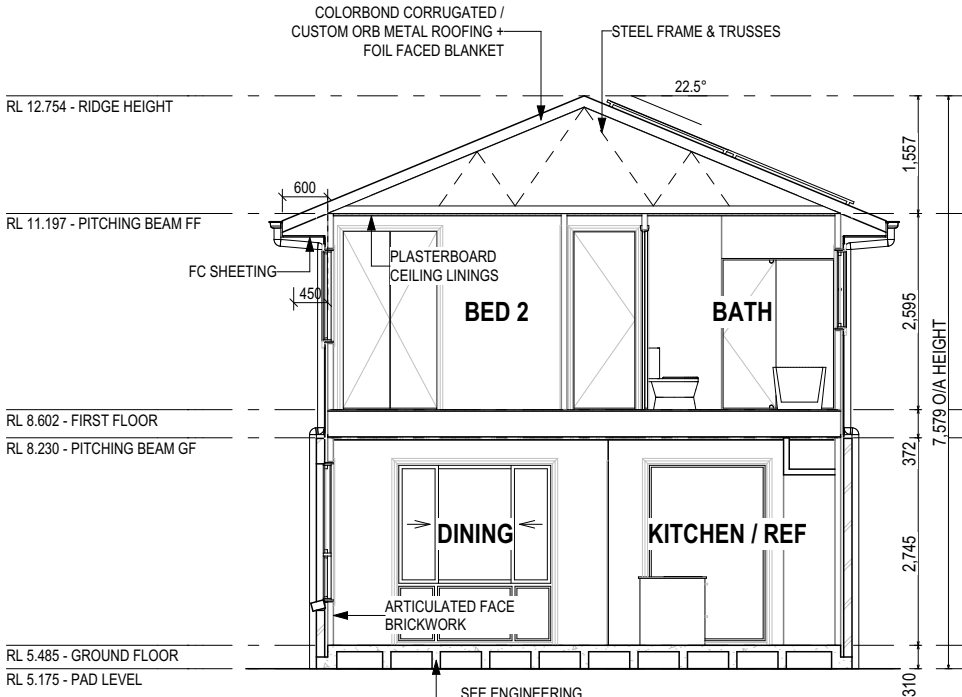 COLORBOND CORRUGATED /
CUSTOM ORB METAL ROOFING +
FOIL FACED BLANKET
STEEL FRAME & TRUSSES
22.5°
RL 12.754 - RIDGE HEIGHT
1,557
600
RL 11.197 - PITCHING BEAM FF
FC SHEETING
PLASTERBOARD
CEILING LININGS
450
BED 2
BATH
2,595
7,579 O/A HEIGHT
RL 8.602 - FIRST FLOOR
RL 8.230 - PITCHING BEAM GF
372
DINING
KITCHEN / REF
2,745
ARTICULATED FACE
BRICKWORK
RL 5.485 - GROUND FLOOR
RL 5.175 - PAD LEVEL
310
SEE ENGINEERING